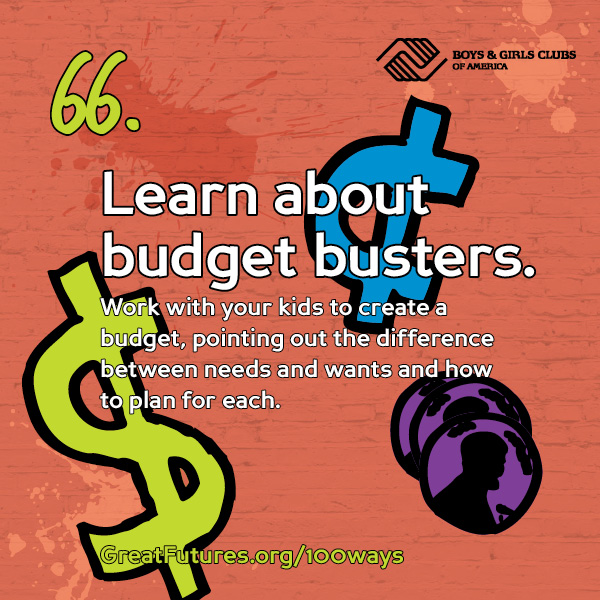 66.
BOYS & GIRLS CLUBS
OF AMERICA
Learn about
budget busters.
Work with your kids to create a
budget, pointing out the difference
between needs and wants and how
to plan for each.
GreatFutures.org/100ways